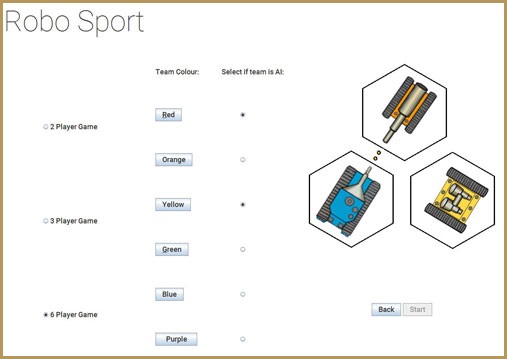 Robo Sport
Team Colour: Select if team is AI:
Red
2 Player Game
Orange
Yellow
3 Player Game
Green
Blue
Back Start
6 Player Game
Purple